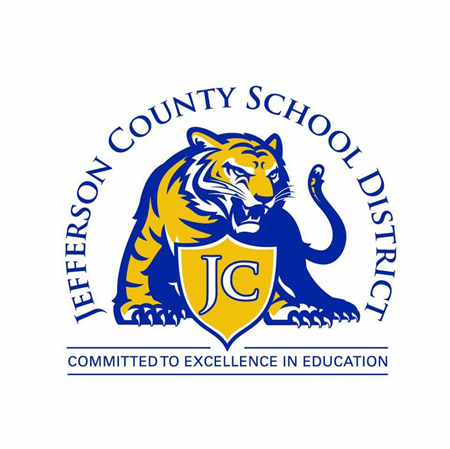 JEFFERSON COUNTY SCHOOL DISTRICT
JC
COMMITTED TO EXCELLENCE IN EDUCATION